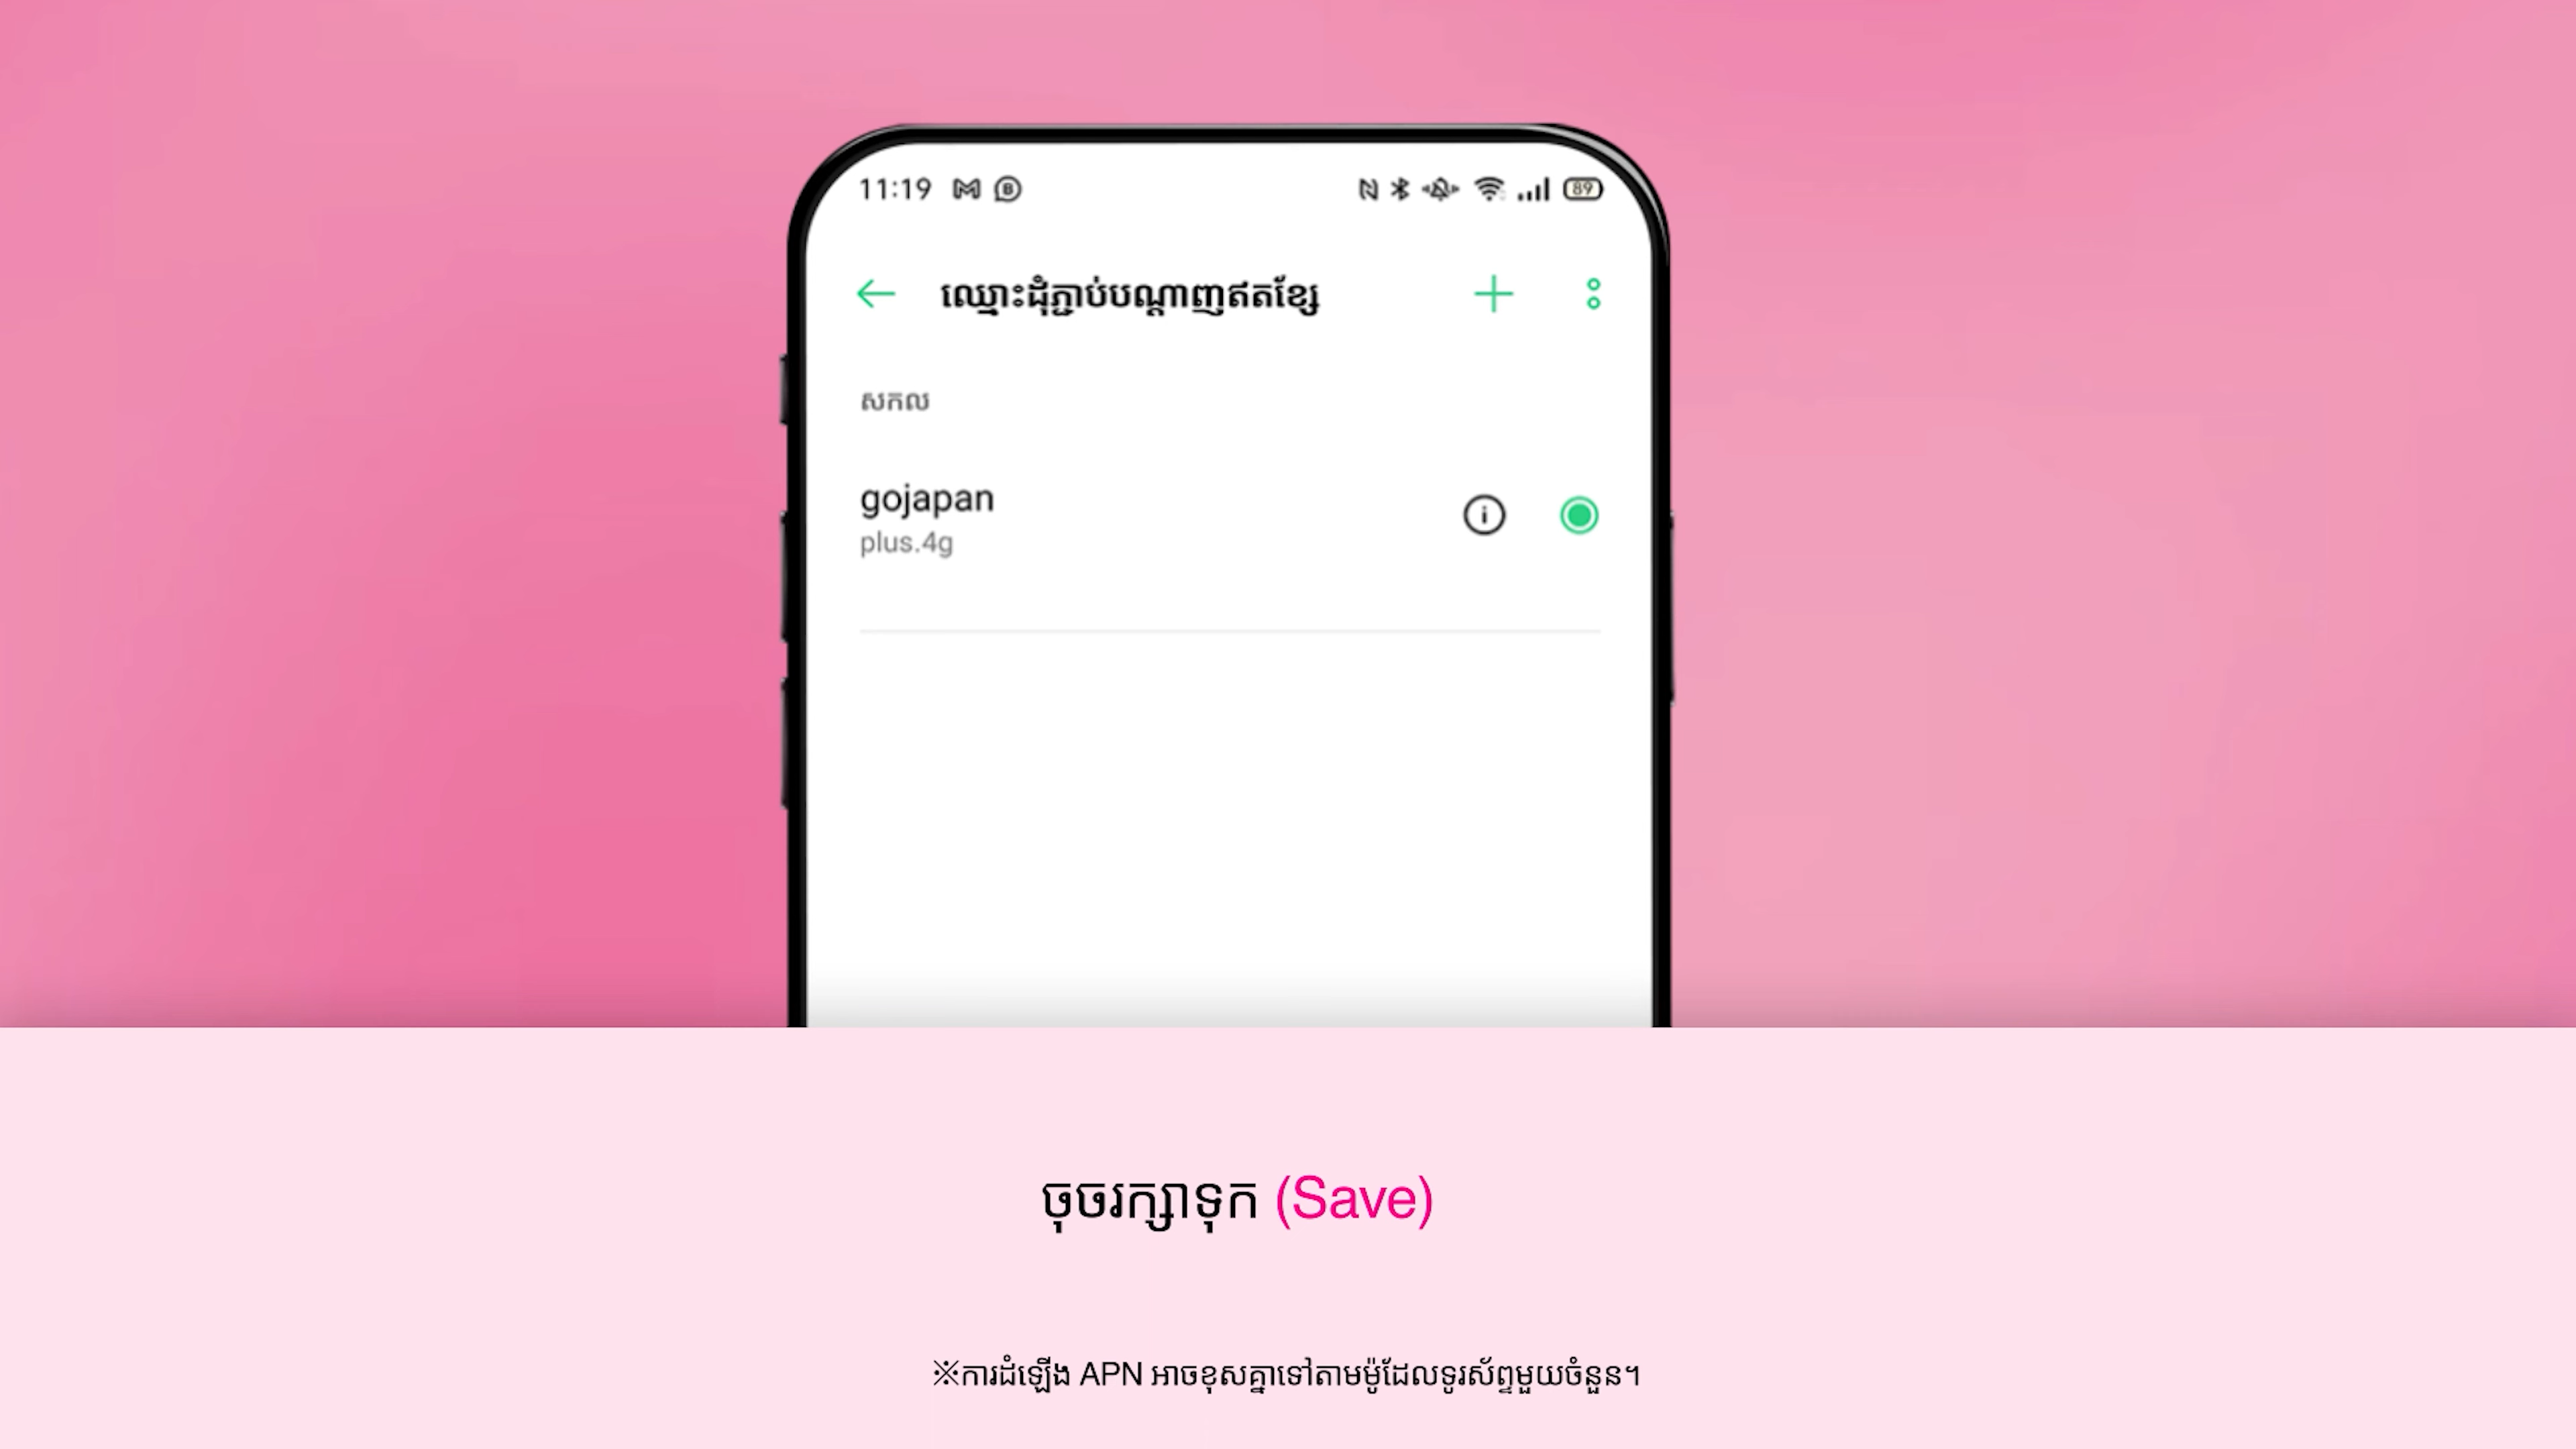 11:19 89
ឈ្មោះដុំភ្ជាប់បណ្ដាញឥតខ្សែ
សកល
gojapan
plus.4g
ចុចរក្សាទុក (Save)
※ការដំឡើង APN អាចខុសគ្នាទៅតាមម៉ូដែលទូរស័ព្ទមួយចំនួន។